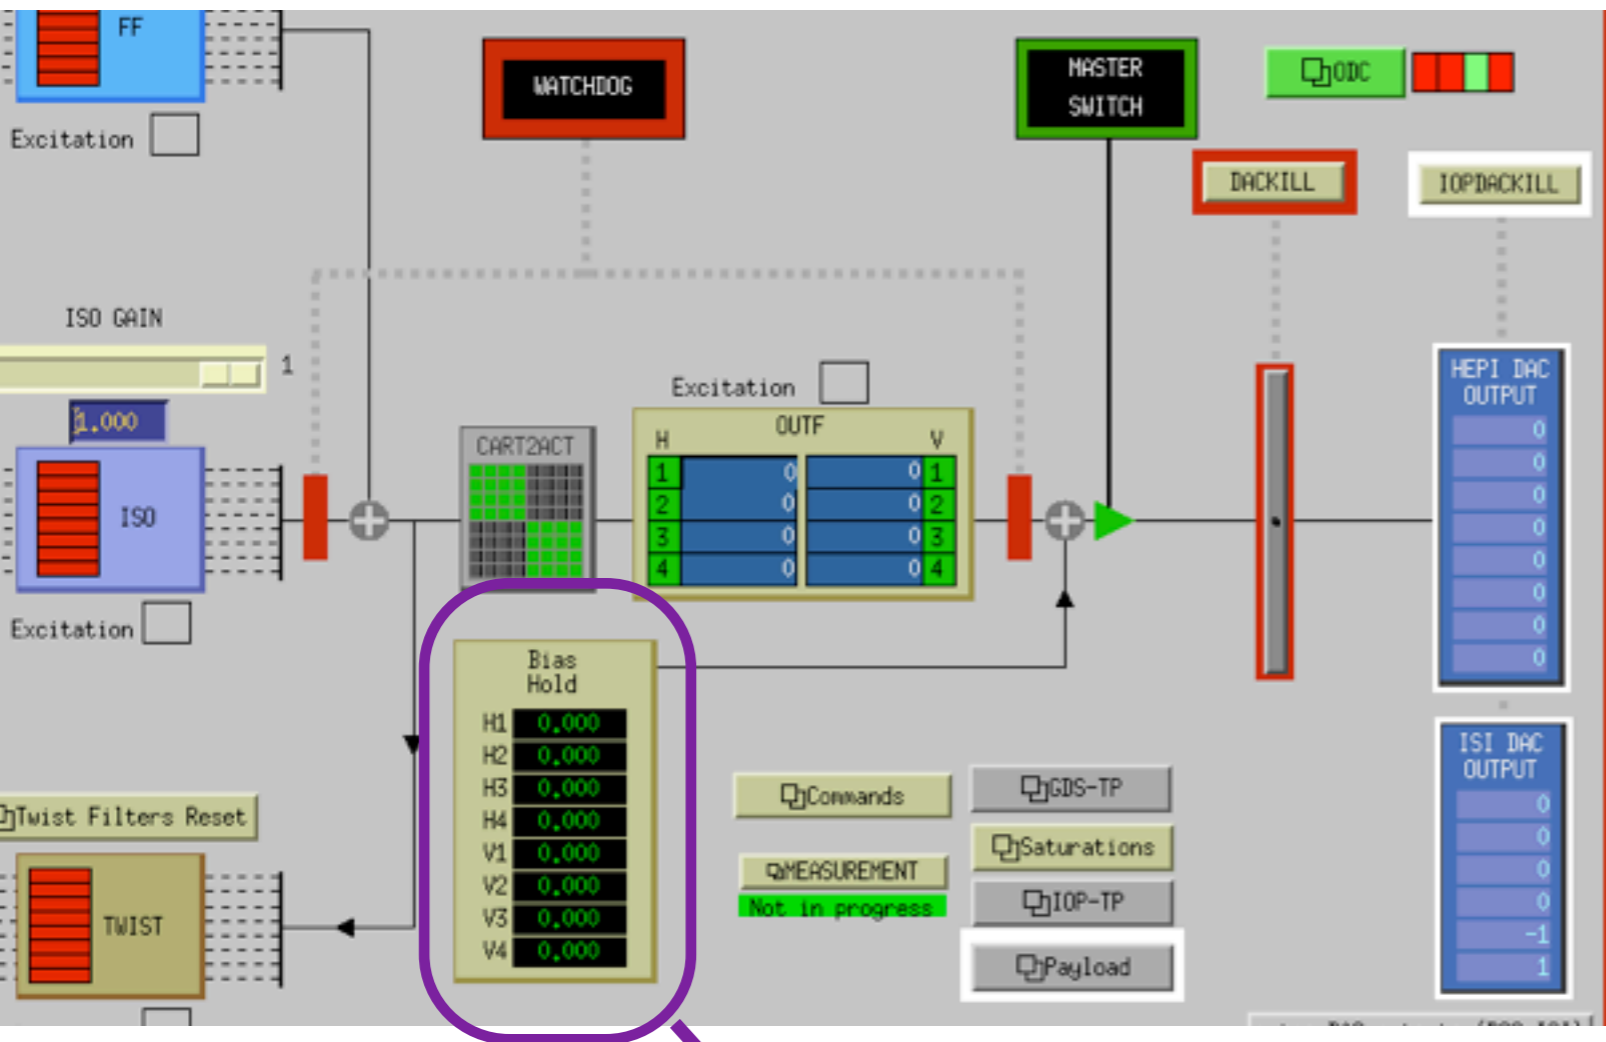 FF
WATCHDOG
MASTER
SWITCH
ODC
Excitation
DACKILL
IOPDACKILL
ISO GAIN
1
1.000
Excitation
HEPI DAC
OUTPUT
0
0
0
0
0
0
0
0
CART2ACT
OUTF
H
V
1 0 0 1
2 0 0 2
3 0 0 3
4 0 0 4
ISO
Excitation
Bias
Hold
H1 0.000
H2 0.000
H3 0.000
H4 0.000
V1 0.000
V2 0.000
V3 0.000
V4 0.000
ISI DAC
OUTPUT
0
0
0
0
-1
1
Commands
GDS-TP
Saturations
MEASUREMENT
Not in progress
IOP-TP
Payload
Twist Filters Reset
TWIST